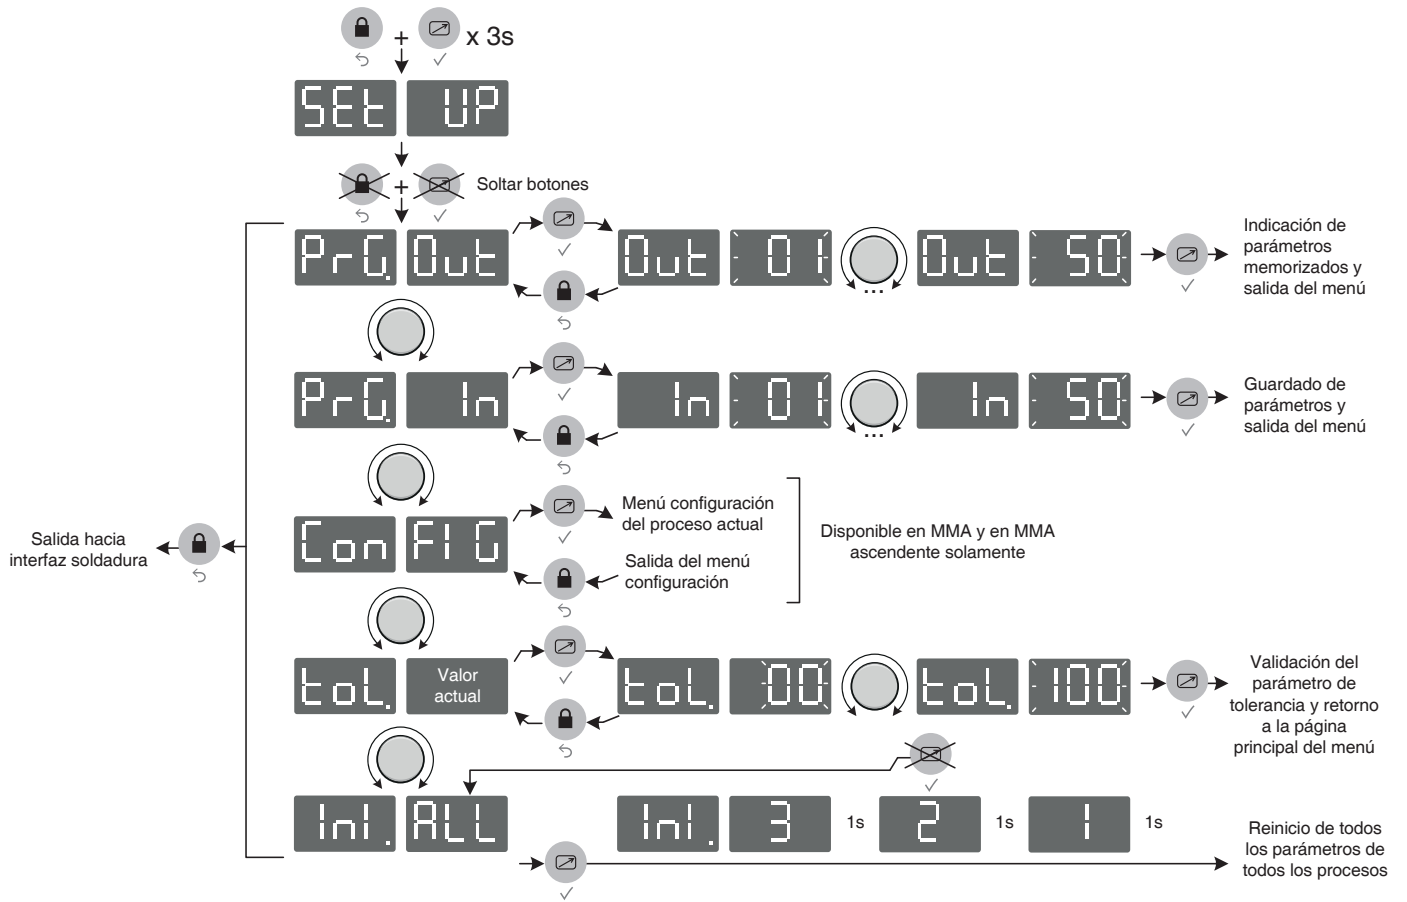 +
x 3s
SEt UP
+
Soltar botones
PrG. Out
Out 01
...
Out 50
Indicación de
parámetros
memorizados y
salida del menú
PrG. In
In 01
...
In 50
Guardado de
parámetros y
salida del menú
Salida hacia
interfaz soldadura
Con FIG
Menú configuración
del proceso actual
Salida del menú
configuración
Disponible en MMA y en MMA
ascendente solamente
toL.
Valor
actual
toL. 00
toL. 100
Validación del
parámetro de
tolerancia y retorno
a la página
principal del menú
InI. ALL
InI. 3 1s 2 1s 1 1s
Reinicio de todos
los parámetros de
todos los procesos